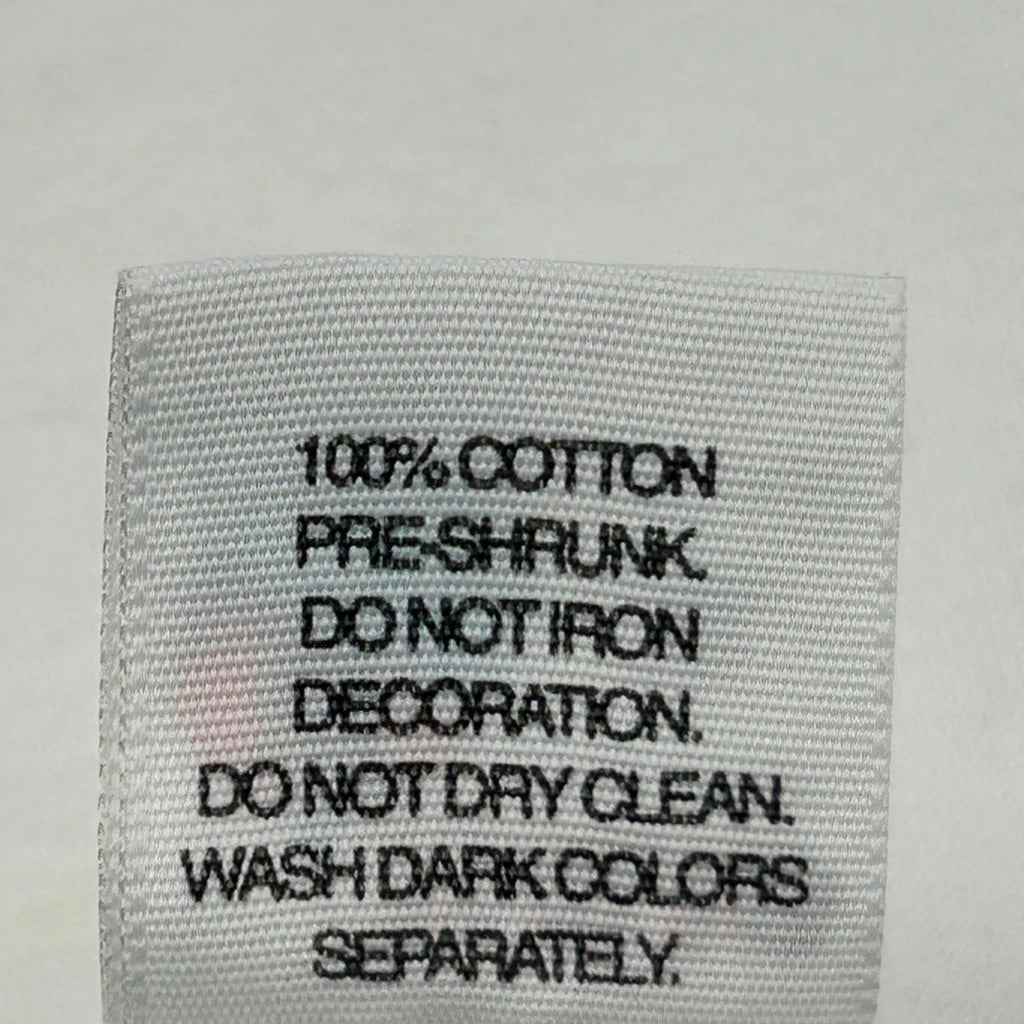 100% COTTON
PRE-SHRUNK.
DO NOT IRON
DECORATION.
DO NOT DRY CLEAN.
WASH DARK COLORS
SEPARATELY.